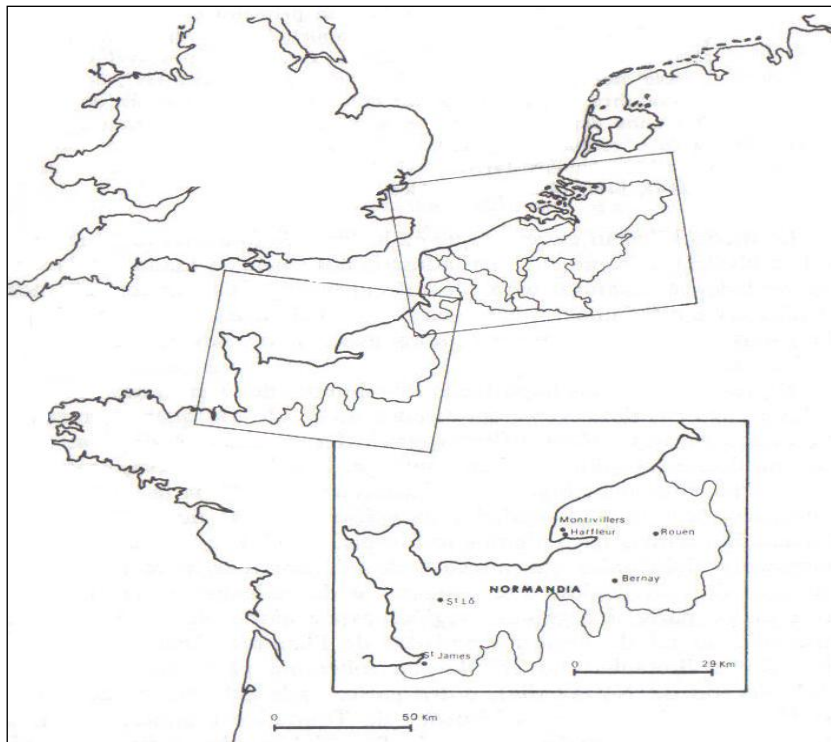 Montivillers
Harfleur
Rouen
Bernay
NORMANDIA
St Lô
St James
0 29 Km
0 50 Km